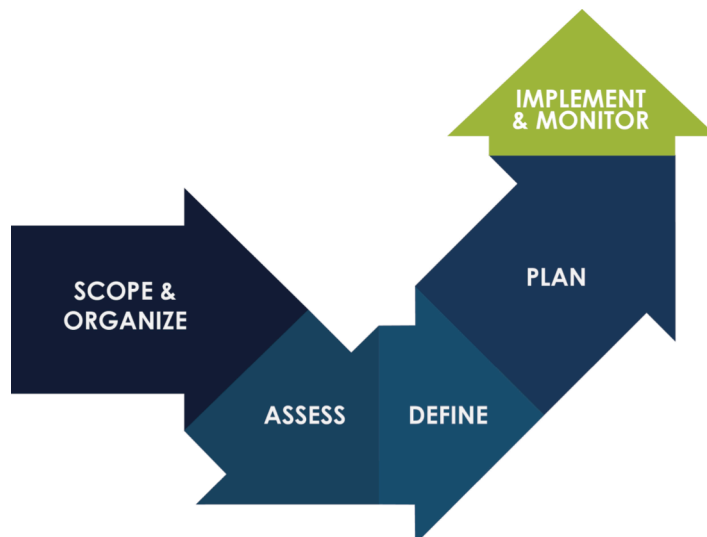 SCOPE &
ORGANIZE
ASSESS
DEFINE
PLAN
IMPLEMENT
& MONITOR